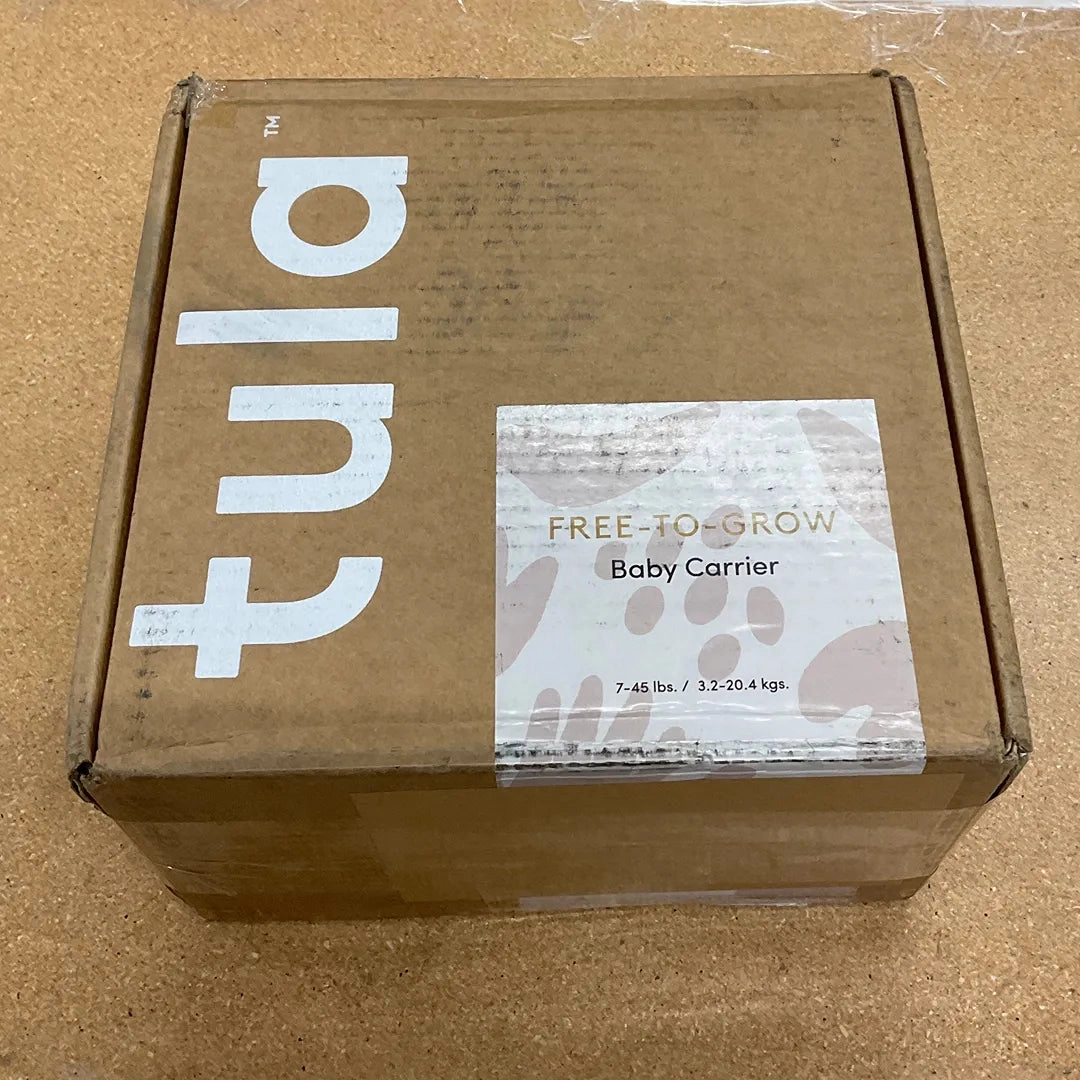 tula™
FREE-TO-GROW
Baby Carrier
7-45 lbs. / 3.2-20.4 kgs.